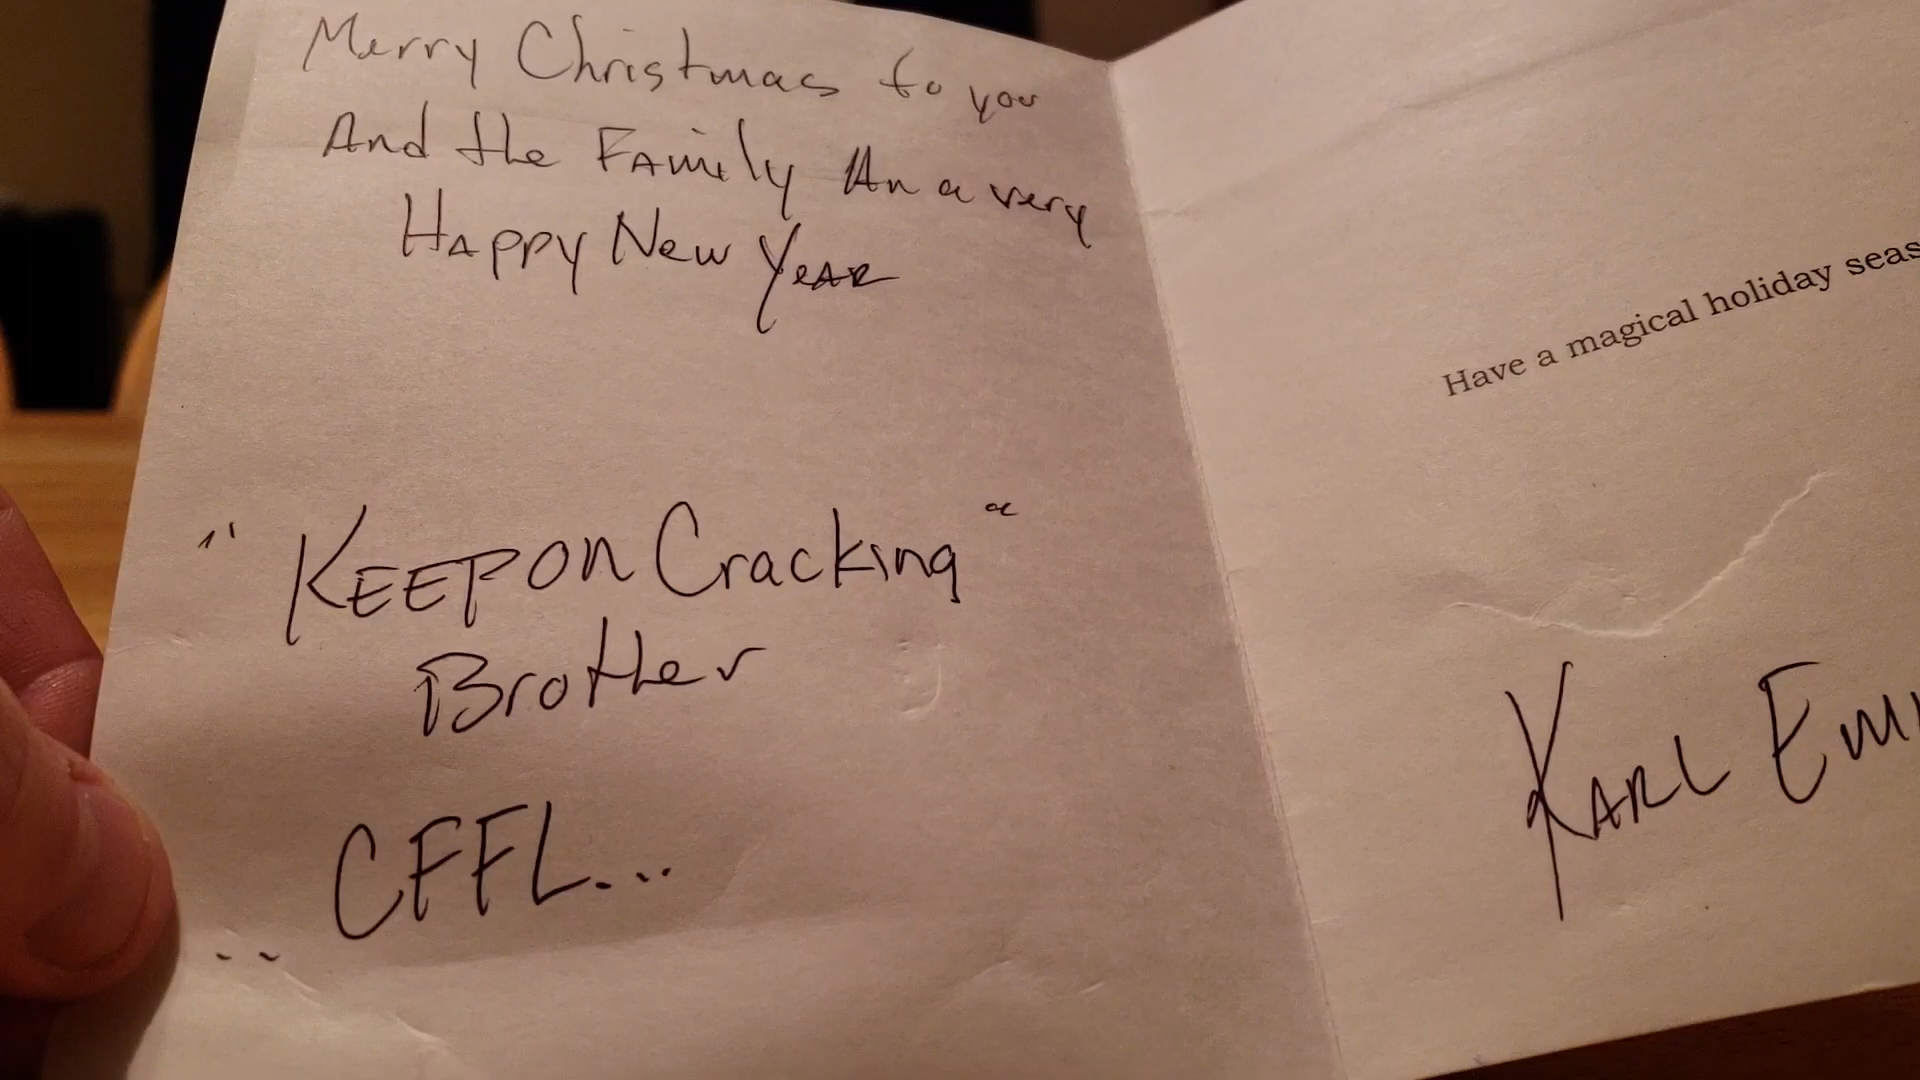 Merry Christmas to you
And the Family An a very
Happy New Year
"KEEP ON Cracking"
Brother
CFFL...
Have a magical holiday seas
KARL